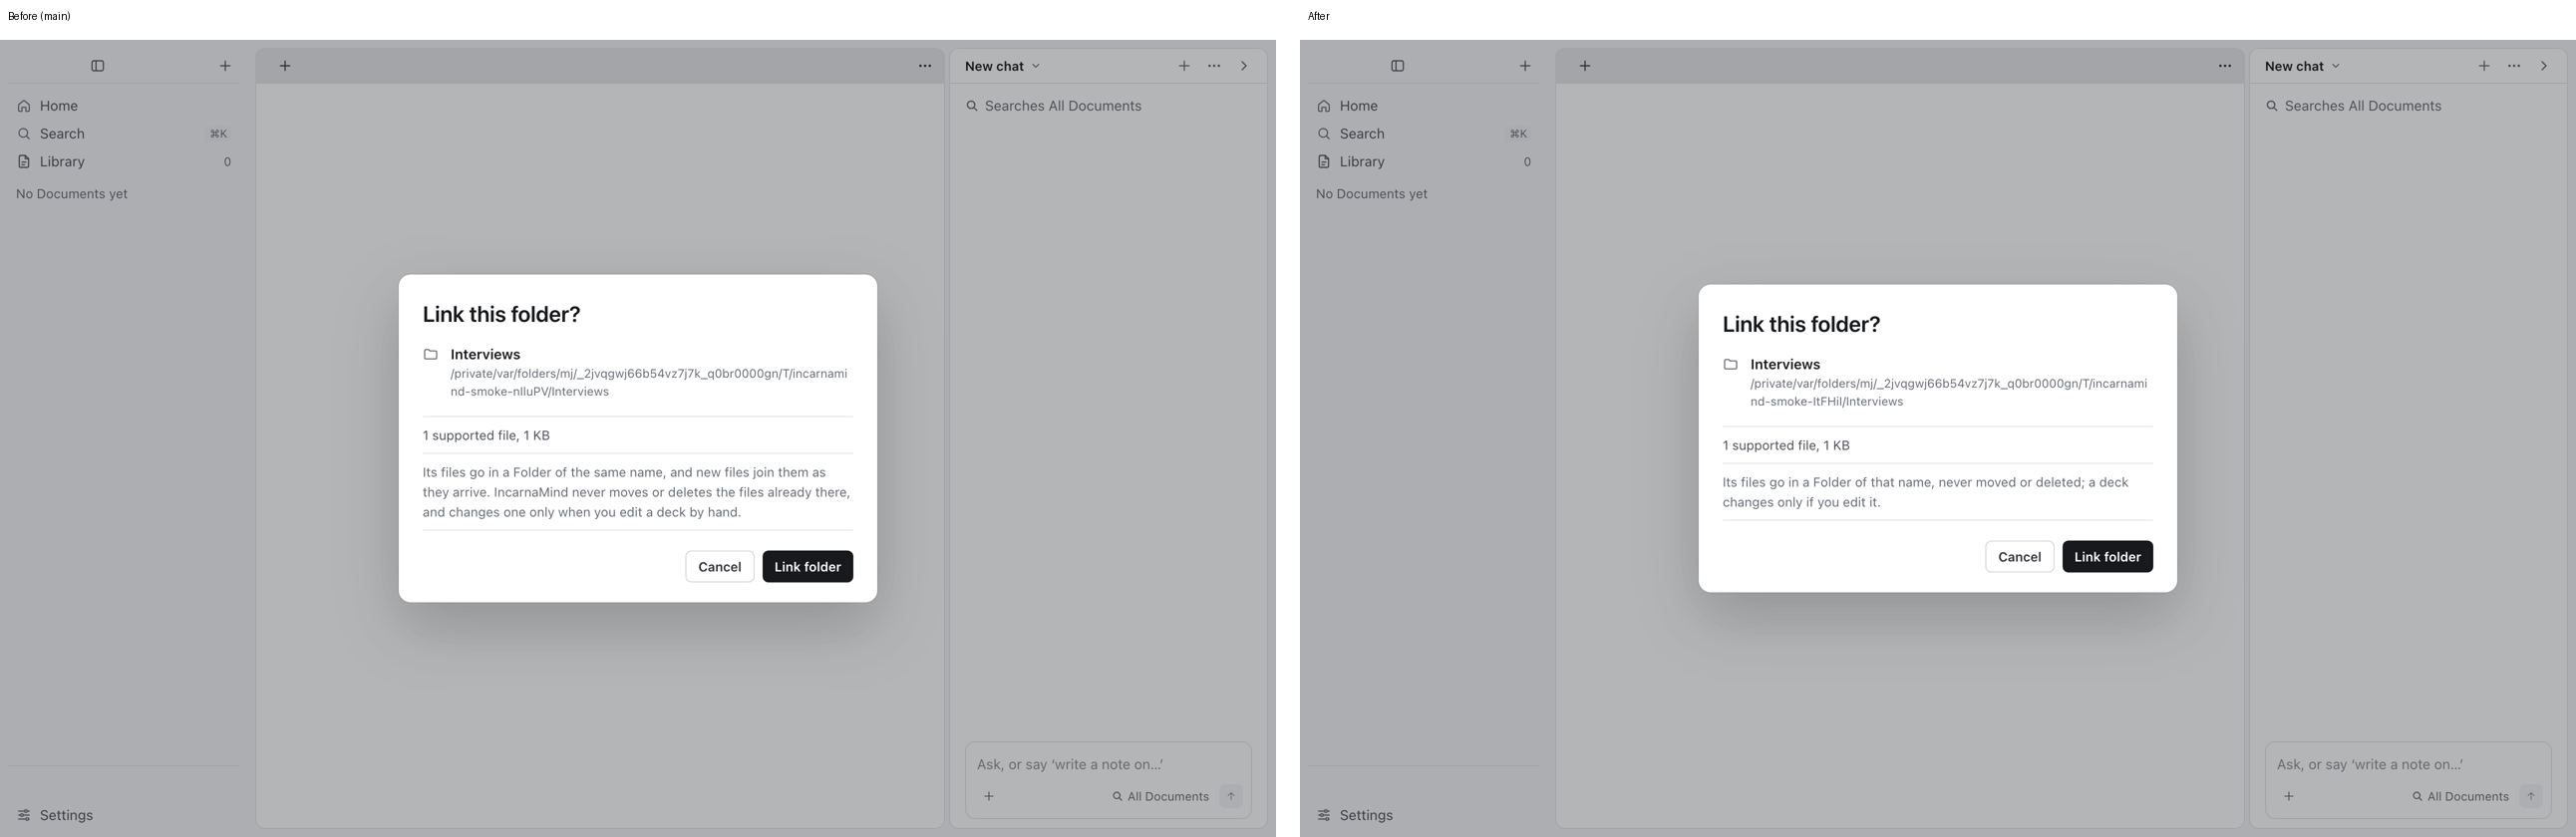 Before (main)
+
Home
Search ⌘K
Library 0
No Documents yet
Settings
+ ...
New chat + ...
Searches All Documents
Link this folder?
Interviews
/private/var/folders/mj/_2jvqgwj66b54vz7j7k_q0br0000gn/T/incarnami
nd-smoke-nlluPV/Interviews
1 supported file, 1 KB
Its files go in a Folder of the same name, and new files join them as
they arrive. IncarnaMind never moves or deletes the files already there,
and changes one only when you edit a deck by hand.
Cancel Link folder
Ask, or say ‘write a note on...’
+ All Documents
After
+
Home
Search ⌘K
Library 0
No Documents yet
Settings
+ ...
New chat + ...
Searches All Documents
Link this folder?
Interviews
/private/var/folders/mj/_2jvqgwj66b54vz7j7k_q0br0000gn/T/incarnami
nd-smoke-ltFHil/Interviews
1 supported file, 1 KB
Its files go in a Folder of that name, never moved or deleted; a deck
changes only if you edit it.
Cancel Link folder
Ask, or say ‘write a note on...’
+ All Documents